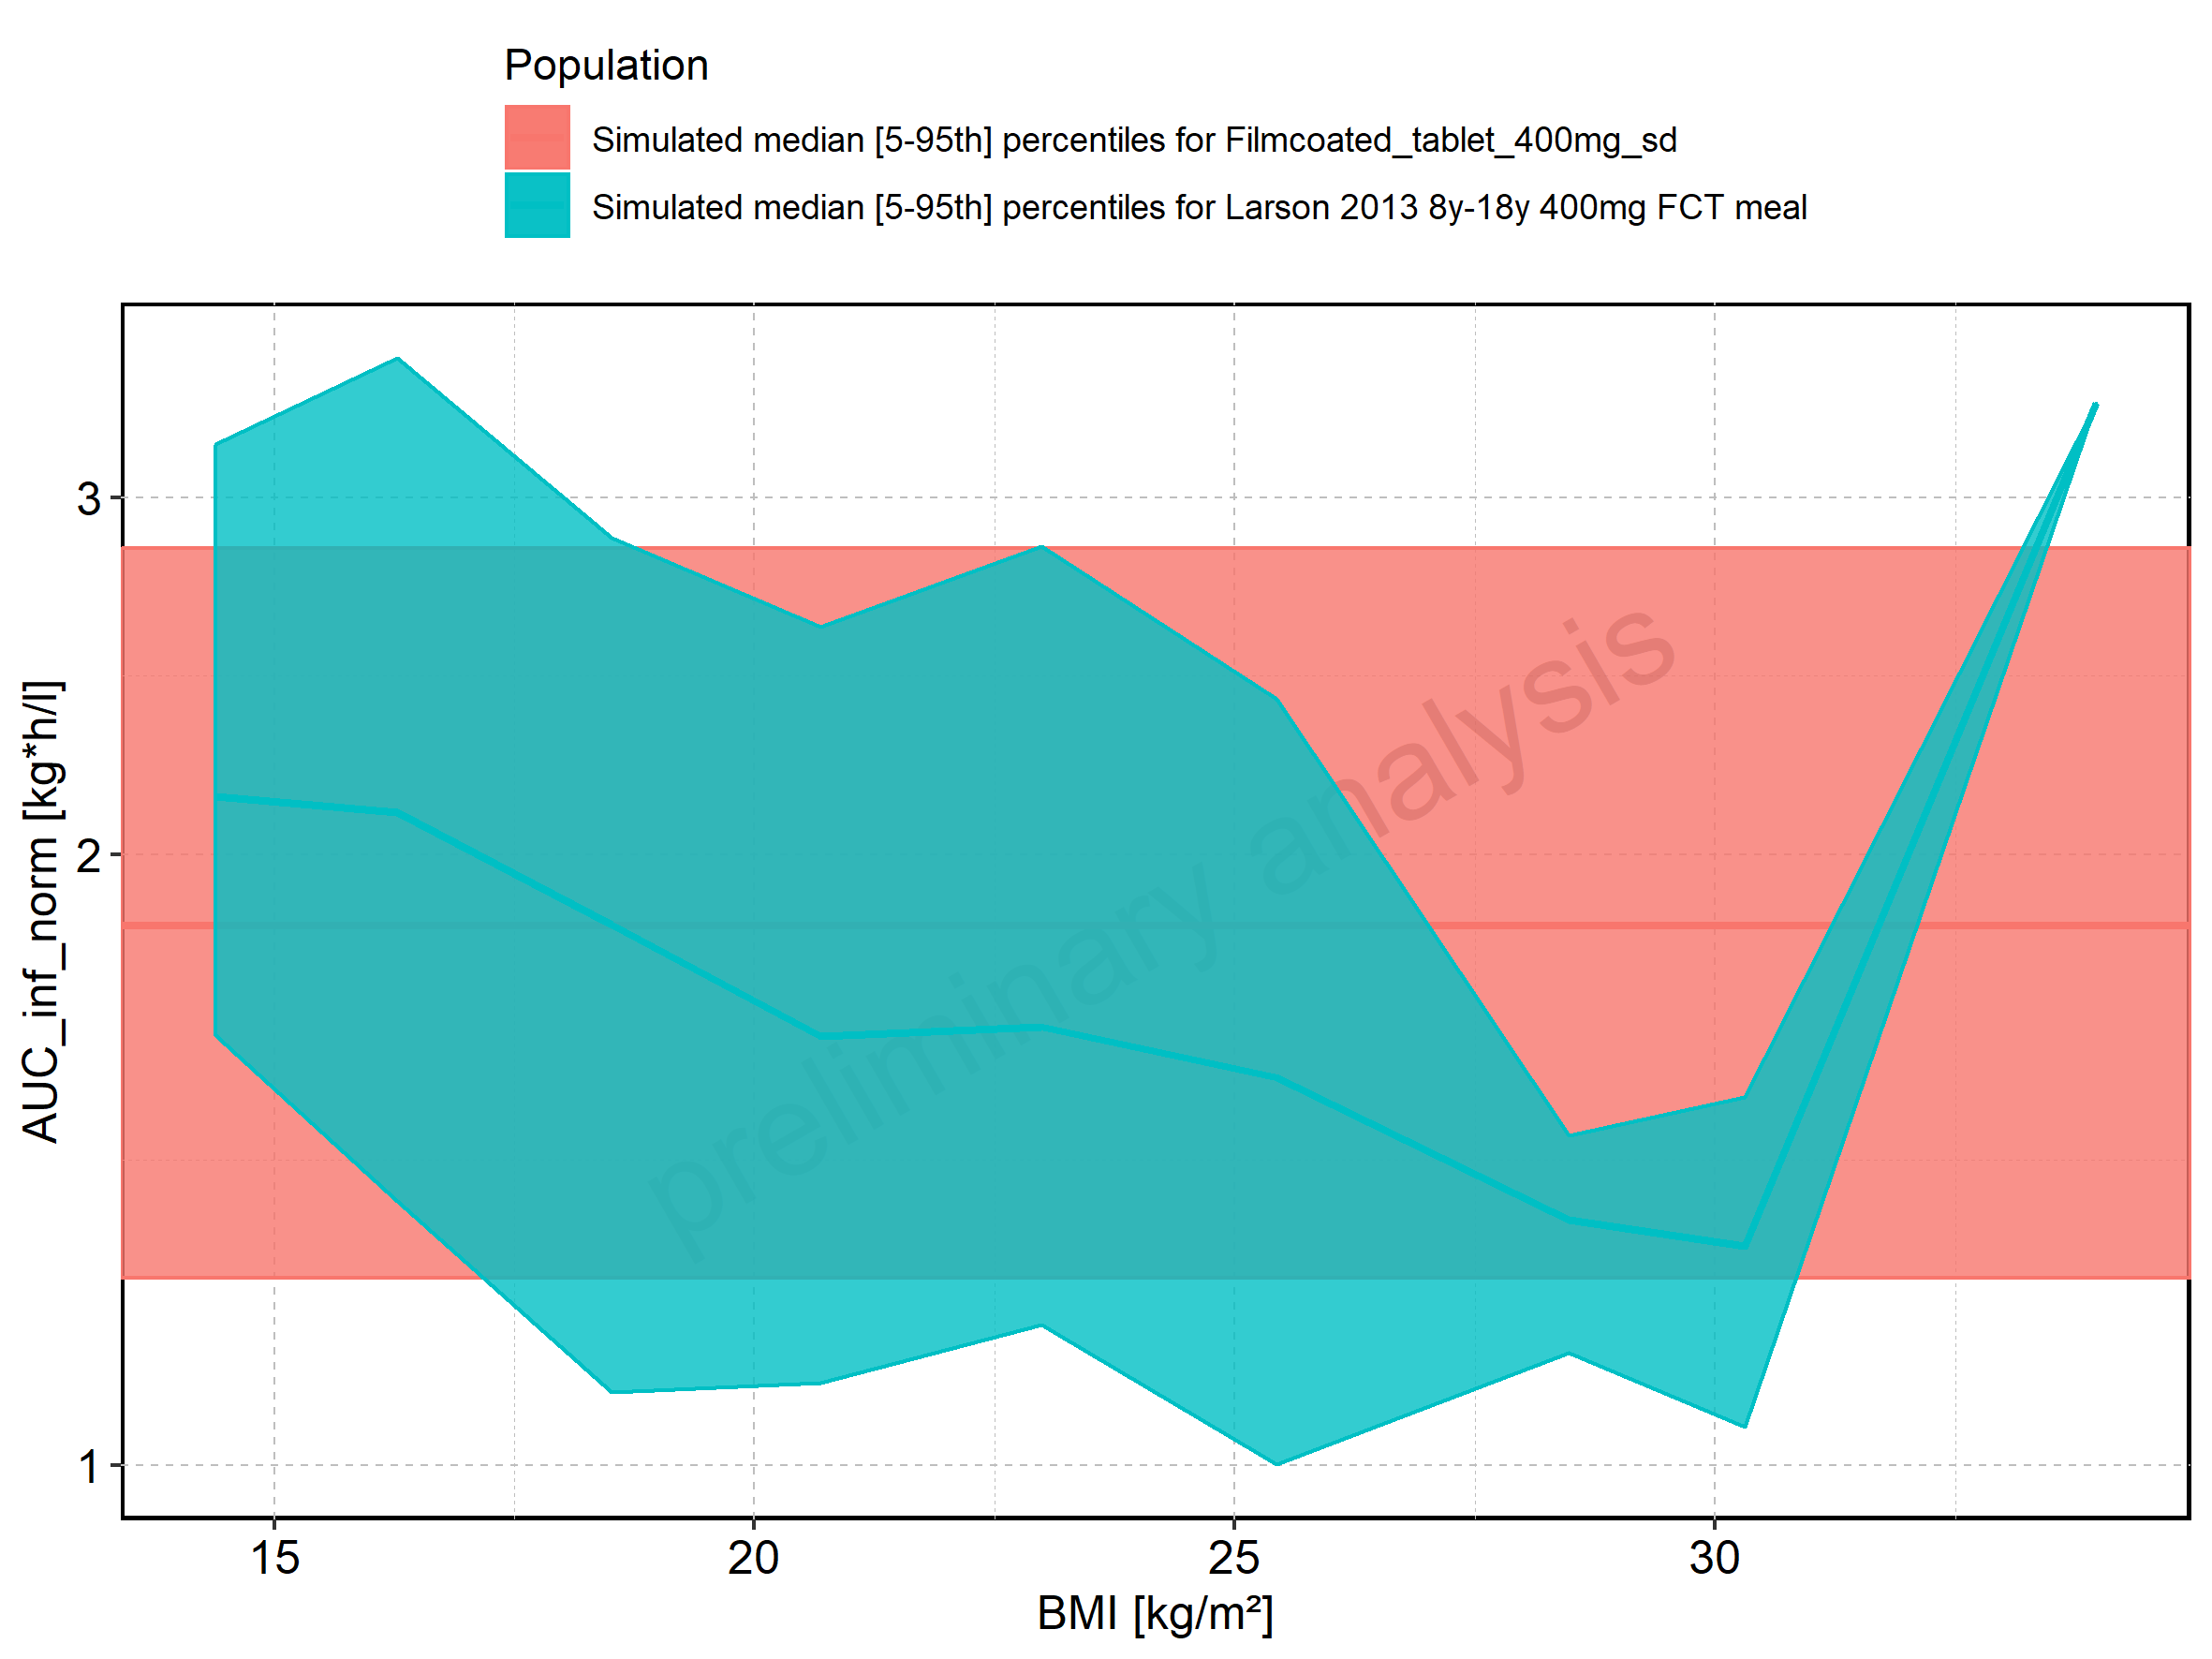 Population
Simulated median [5-95th] percentiles for Filmcoated_tablet_400mg_sd
Simulated median [5-95th] percentiles for Larson 2013 8y-18y 400mg FCT meal
AUC_inf_norm [kg*h/l]
3
2
1
preliminary analysis
15 20 25 30
BMI [kg/m²]